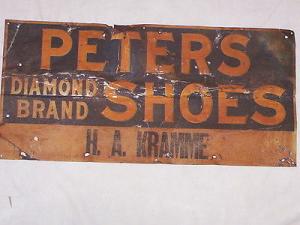 PETERS
DIAMOND BRAND SHOES
H. A. KRAMME